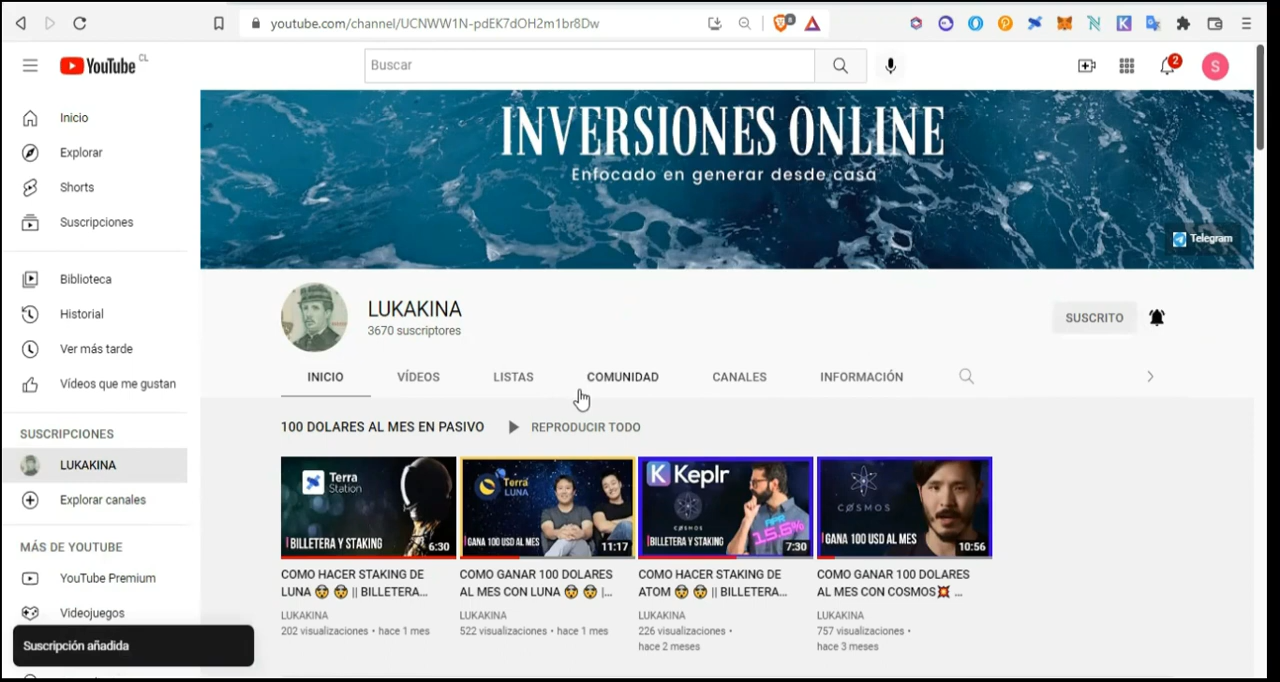 youtube.com/channel/UCNWW1N-pdEK7dOH2m1br8Dw
YouTube CL
Buscar
2
S
Inicio
Explorar
Shorts
Suscripciones
Biblioteca
Historial
Ver más tarde
Vídeos que me gustan
SUSCRIPCIONES
LUKAKINA
Explorar canales
MÁS DE YOUTUBE
YouTube Premium
Videojuegos
Suscripción añadida
INVERSIONES ONLINE
Enfocado en generar desde casa
Telegram
LUKAKINA
3670 suscriptores
SUSCRITO
INICIO VÍDEOS LISTAS COMUNIDAD CANALES INFORMACIÓN
100 DOLARES AL MES EN PASIVO REPRODUCIR TODO
Terra
Station
BILLETERA Y STAKING
6:30
COMO HACER STAKING DE
LUNA 🤯 🤯 || BILLETERA...
LUKAKINA
202 visualizaciones • hace 1 mes
Terra
LUNA
GANA 100 USD AL MES
11:17
COMO GANAR 100 DOLARES
AL MES CON LUNA 🤯 🤯 |...
LUKAKINA
522 visualizaciones • hace 1 mes
K Keplr
COSMOS
APR
15.6%
BILLETERA Y STAKING
7:30
COMO HACER STAKING DE
ATOM 🤯 🤯 || BILLETERA...
LUKAKINA
226 visualizaciones •
hace 2 meses
COSMOS
GANA 100 USD AL MES
10:56
COMO GANAR 100 DOLARES
AL MES CON COSMOS💥 ...
LUKAKINA
757 visualizaciones •
hace 3 meses